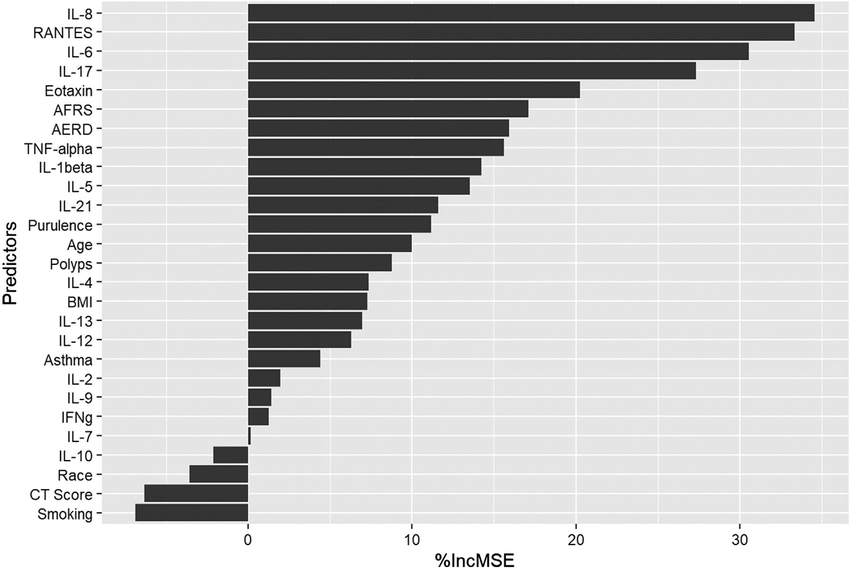 IL-8
RANTES
IL-6
IL-17
Eotaxin
AFRS
AERD
TNF-alpha
IL-1beta
IL-5
IL-21
Purulence
Age
Polyps
IL-4
BMI
IL-13
IL-12
Asthma
IL-2
IL-9
IFNg
IL-7
IL-10
Race
CT Score
Smoking
Predictors
0 10 20 30
%IncMSE